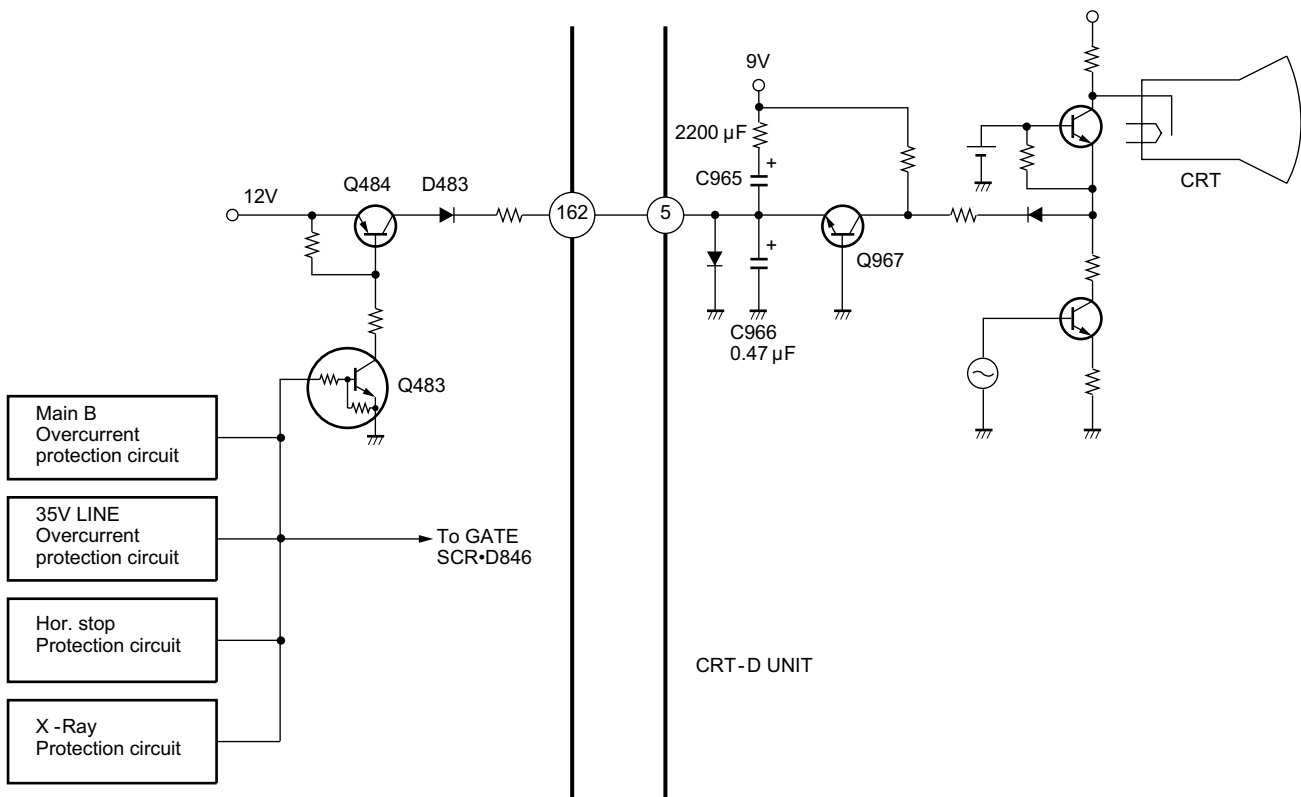 9V
2200 µF
C965
CRT
12V
Q484
D483
162
5
Q967
C966
0.47 µF
Q483
Main B
Overcurrent
protection circuit
35V LINE
Overcurrent
protection circuit
To GATE
SCR•D846
Hor. stop
Protection circuit
CRT-D UNIT
X -Ray
Protection circuit
+
+